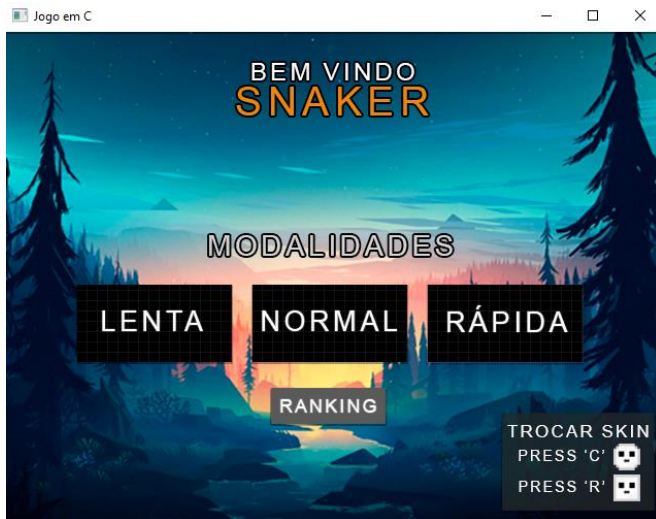 Jogo em C
BEM VINDO
SNAKER
MODALIDADES
LENTA NORMAL RÁPIDA
RANKING
TROCAR SKIN
PRESS 'C'
PRESS 'R'